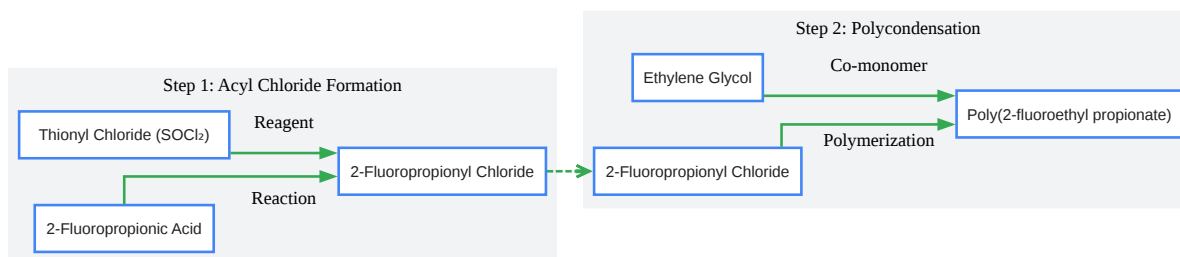 Step 1: Acyl Chloride Formation
Thionyl Chloride (SOCl₂)
Reagent
2-Fluoropropionyl Chloride
Reaction
2-Fluoropropionic Acid
Step 2: Polycondensation
Ethylene Glycol
Co-monomer
Poly(2-fluoroethyl propionate)
Polymerization
2-Fluoropropionyl Chloride